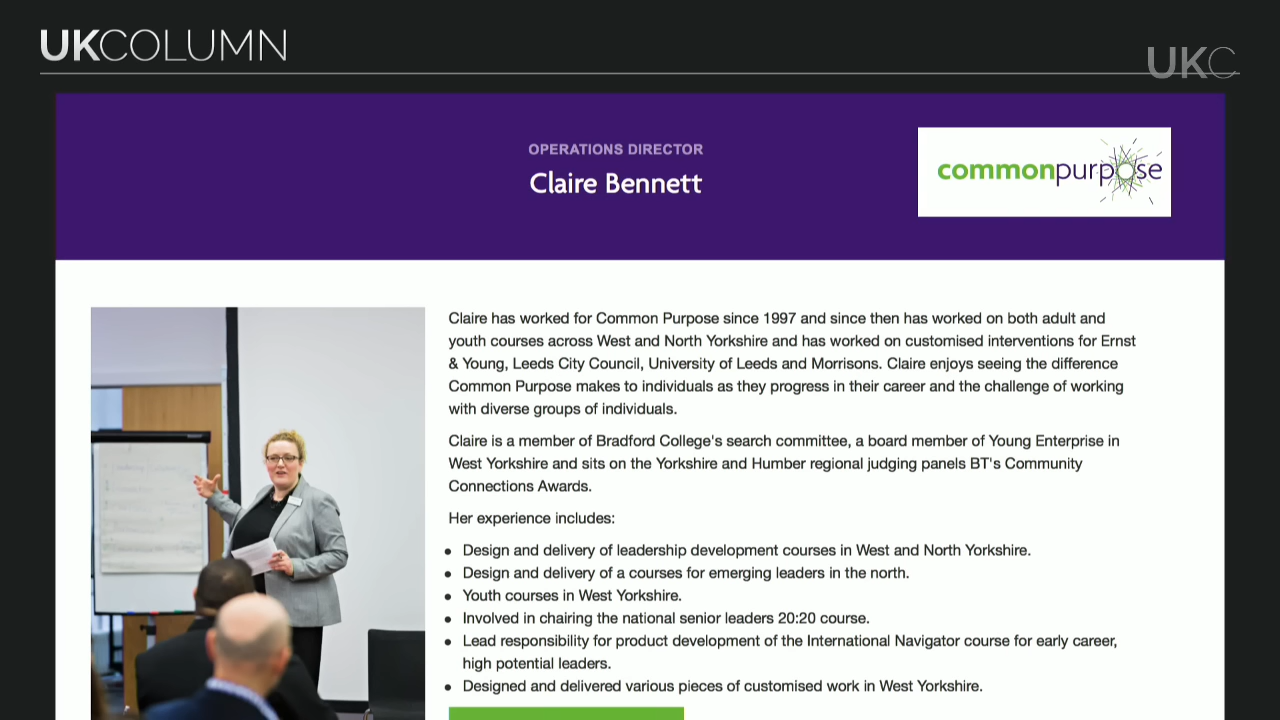 UKCOLUMN
UKC
OPERATIONS DIRECTOR
Claire Bennett
commonpurpose
Claire has worked for Common Purpose since 1997 and since then has worked on both adult and
youth courses across West and North Yorkshire and has worked on customised interventions for Ernst
& Young, Leeds City Council, University of Leeds and Morrisons. Claire enjoys seeing the difference
Common Purpose makes to individuals as they progress in their career and the challenge of working
with diverse groups of individuals.
Claire is a member of Bradford College's search committee, a board member of Young Enterprise in
West Yorkshire and sits on the Yorkshire and Humber regional judging panels BT's Community
Connections Awards.
Her experience includes:
• Design and delivery of leadership development courses in West and North Yorkshire.
• Design and delivery of a courses for emerging leaders in the north.
• Youth courses in West Yorkshire.
• Involved in chairing the national senior leaders 20:20 course.
• Lead responsibility for product development of the International Navigator course for early career,
high potential leaders.
• Designed and delivered various pieces of customised work in West Yorkshire.